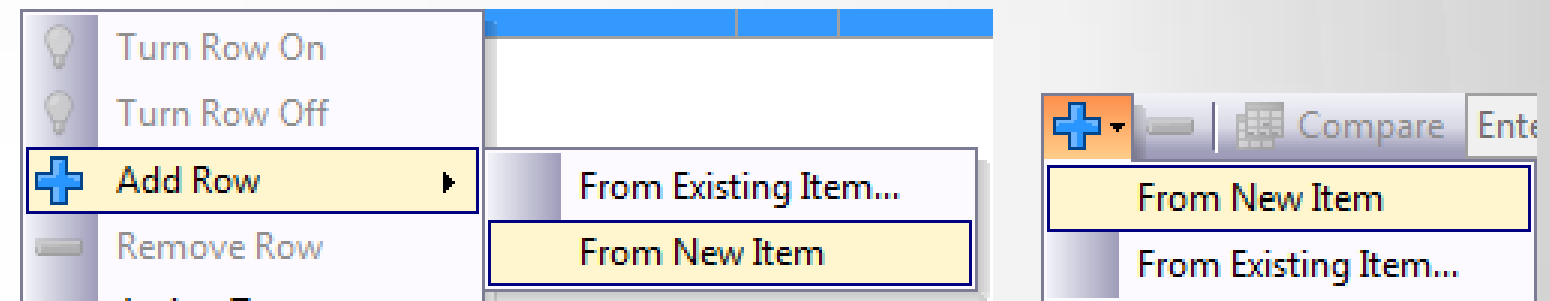 Turn Row On
Turn Row Off
Add Row
Remove Row
From Existing Item...
From New Item
Compare
From New Item
From Existing Item...